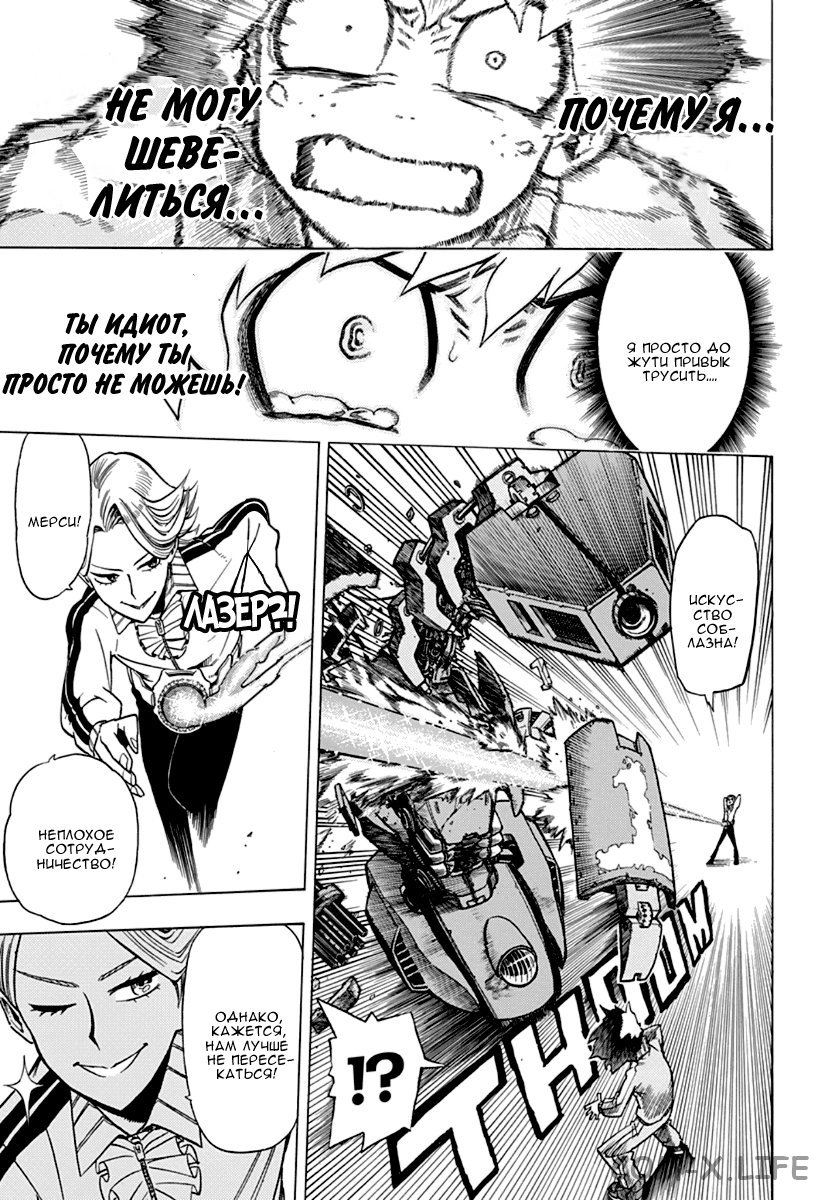 ПОЧЕМУ Я...
НЕ МОГУ
ШЕВЕ-
ЛИТЬСЯ...
Я ПРОСТО ДО
ЖУТИ ПРИВЫК
ТРУСИТЬ....
ТЫ ИДИОТ,
ПОЧЕМУ ТЫ
ПРОСТО НЕ МОЖЕШЬ!
ИСКУС-
СТВО
СОБ-
ЛАЗНА!
THOOOM
!?
МЕРСИ!
ЛАЗЕР?!
НЕПЛОХОЕ
СОТРУД-
НИЧЕСТВО!
ОДНАКО,
КАЖЕТСЯ,
НАМ ЛУЧШЕ
НЕ ПЕРЕСЕ-
КАТЬСЯ!